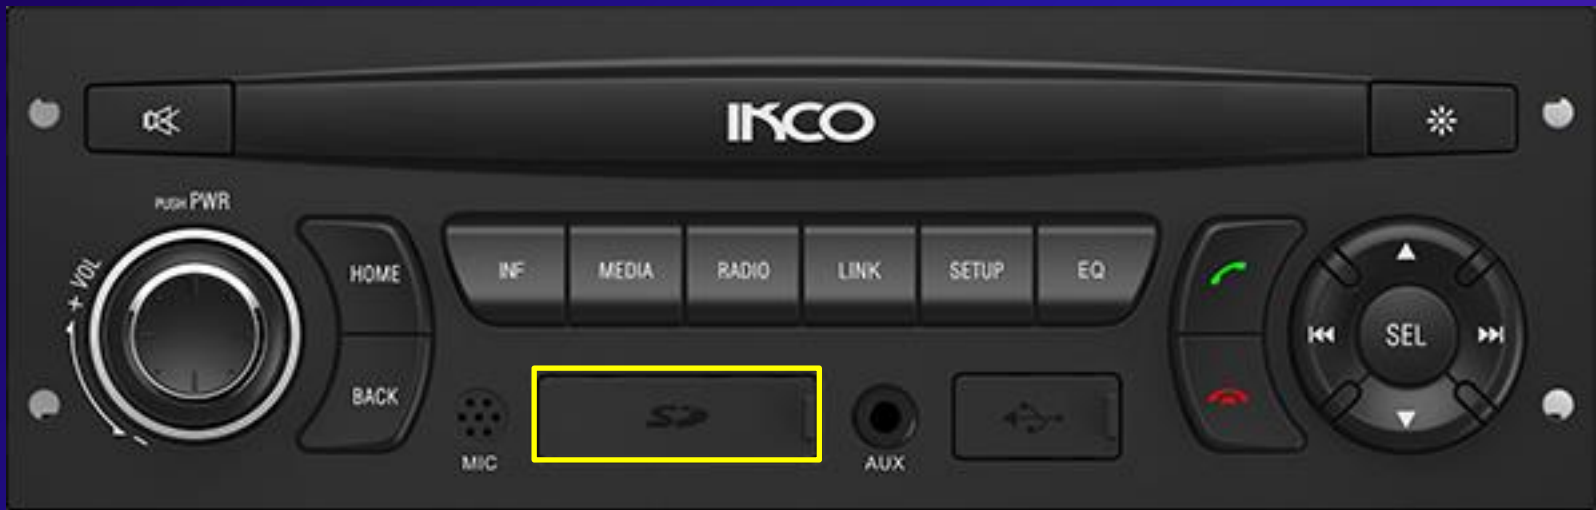 IKCO
PUSH PWR
+ VOL -
HOME
INF
MEDIA
RADIO
LINK
SETUP
EQ
SEL
BACK
MIC
SD
AUX